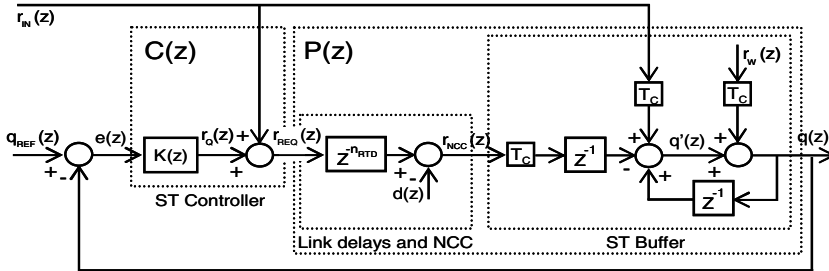 r_IN(z)
C(z)
P(z)
r_W(z)
T_C
T_C
q_REF(z)
e(z)
r_Q(z)
r_REQ(z)
r_NCC(z)
q'(z)
q(z)
K(z)
z^-n_RTD
T_C
z^-1
d(z)
z^-1
+
-
+
+
+
-
+
-
+
+
+
ST Controller
Link delays and NCC
ST Buffer